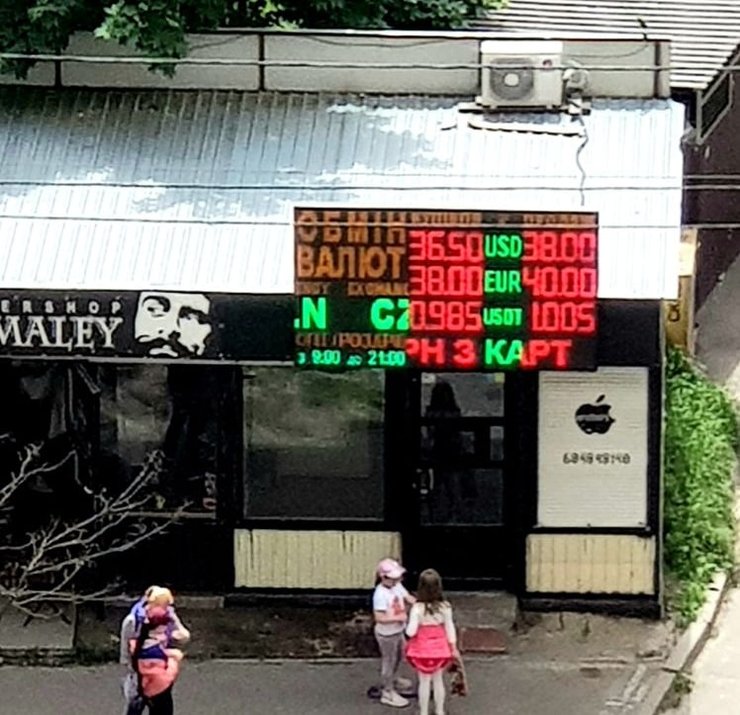 ERSHOP
MALEY
ОБМІН
ВАЛЮТ
36.50 USD 38.00
38.00 EUR 40.00
0.985 USDT 1.005
.N CZ
ОПТ/РОЗДРІБ
з 9:00 до 21:00
РН З КАРТ